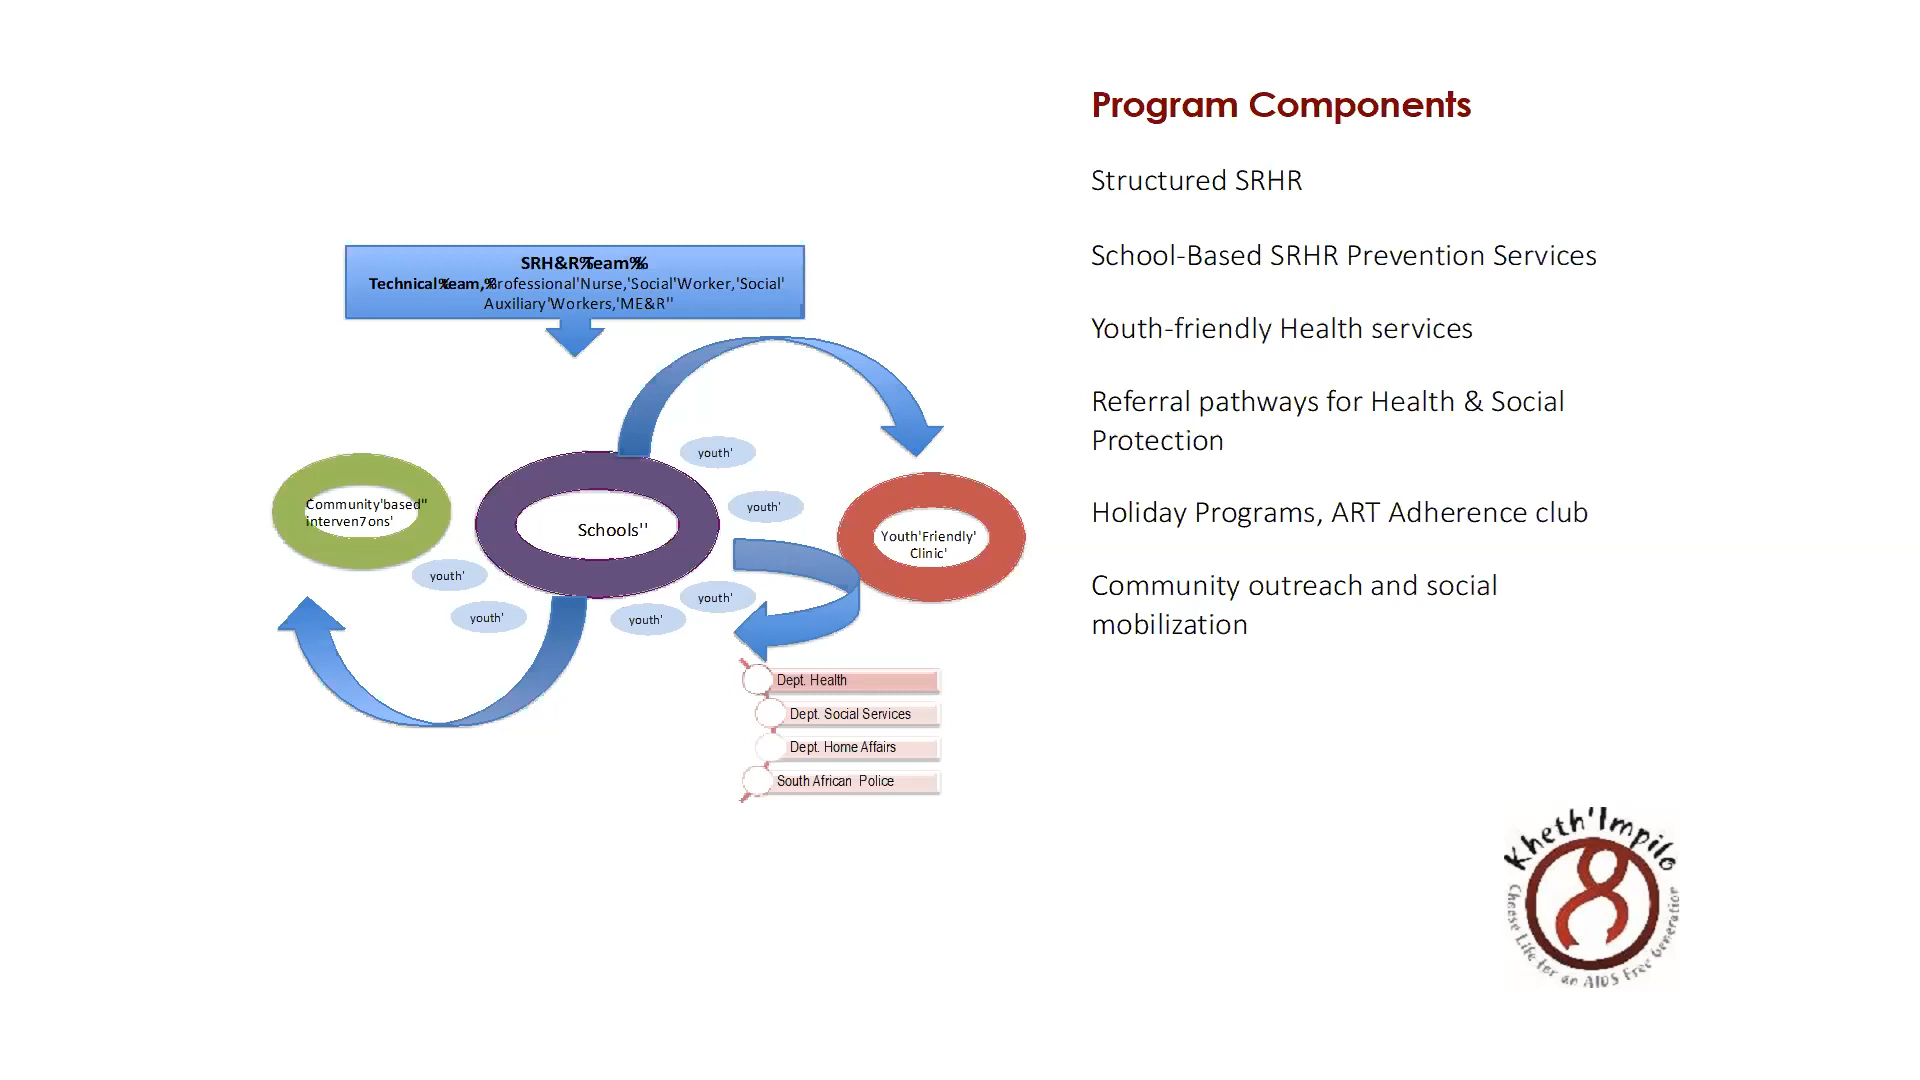 Program Components
Structured SRHR
School-Based SRHR Prevention Services
Youth-friendly Health services
Referral pathways for Health & Social
Protection
Holiday Programs, ART Adherence club
Community outreach and social
mobilization
SRH&R%Team%%
Technical%team,%Professional'Nurse,'Social'Worker,'Social'
Auxiliary'Workers,'ME&R''
youth'
Community'based''
interven7ons'
Schools''
youth'
Youth'Friendly'
Clinic'
youth'
youth'
youth'
youth'
Dept. Health
Dept. Social Services
Dept. Home Affairs
South African Police
Kheth'Impilo
Choose Life for an AIDS Free Generation